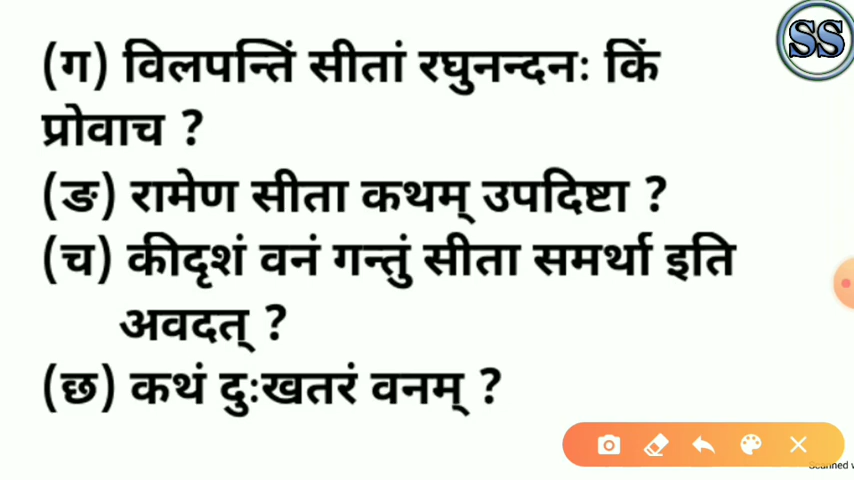 (ग) विलपन्तिं सीतां रघुनन्दनः किं
प्रोवाच ?
(ङ) रामेण सीता कथम् उपदिष्टा ?
(च) कीदृशं वनं गन्तुं सीता समर्था इति
अवदत् ?
(छ) कथं दुःखतरं वनम् ?
SS